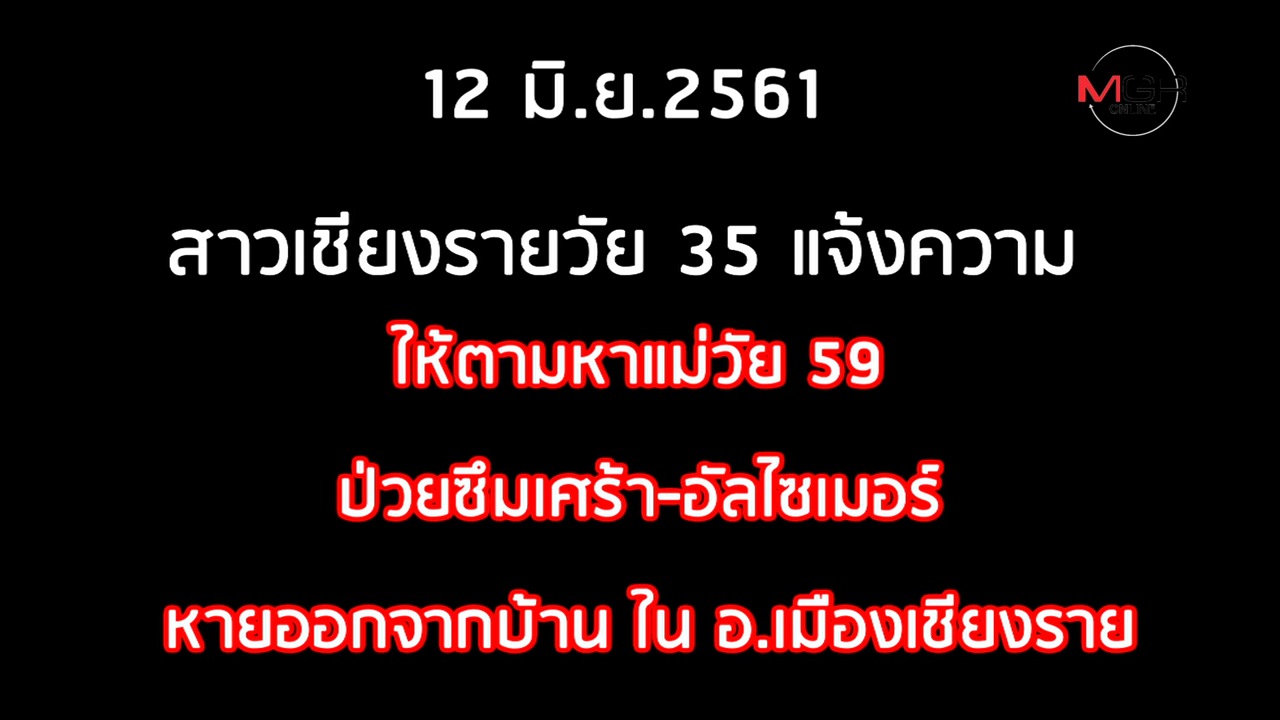 12 มิ.ย.2561
MGR
ONLINE
สาวเชียงรายวัย 35 แจ้งความ
ให้ตามหาแม่วัย 59
ป่วยซึมเศร้า-อัลไซเมอร์
หายออกจากบ้าน ใน อ.เมืองเชียงราย